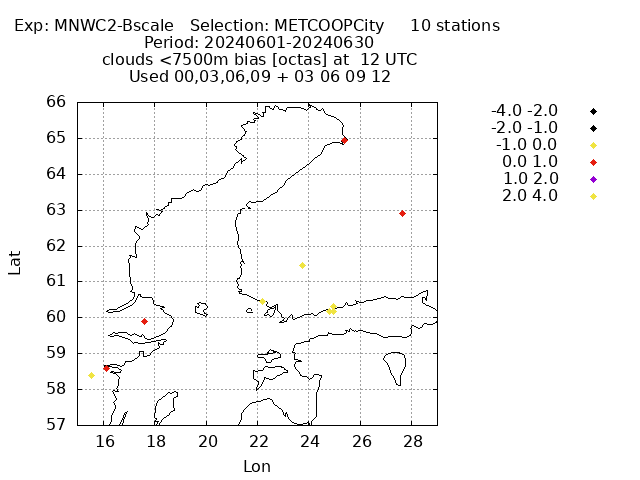 Exp: MNWC2-Bscale   Selection: METCOOPCity     10 stations
Period: 20240601-20240630
clouds <7500m bias [octas] at  12 UTC
Used 00,03,06,09 + 03 06 09 12
66
65
64
63
62
61
60
59
58
57
Lat
16 18 20 22 24 26 28
Lon
-4.0 -2.0
-2.0 -1.0
-1.0 0.0
0.0 1.0
1.0 2.0
2.0 4.0